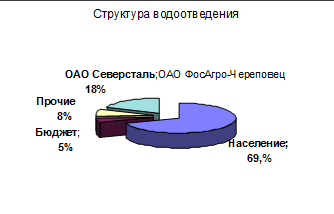 Структура водоотведения
ОАО Северсталь;ОАО ФосАгро-Череповец
18%
Прочие
8%
Бюджет;
5%
Население;
69,%